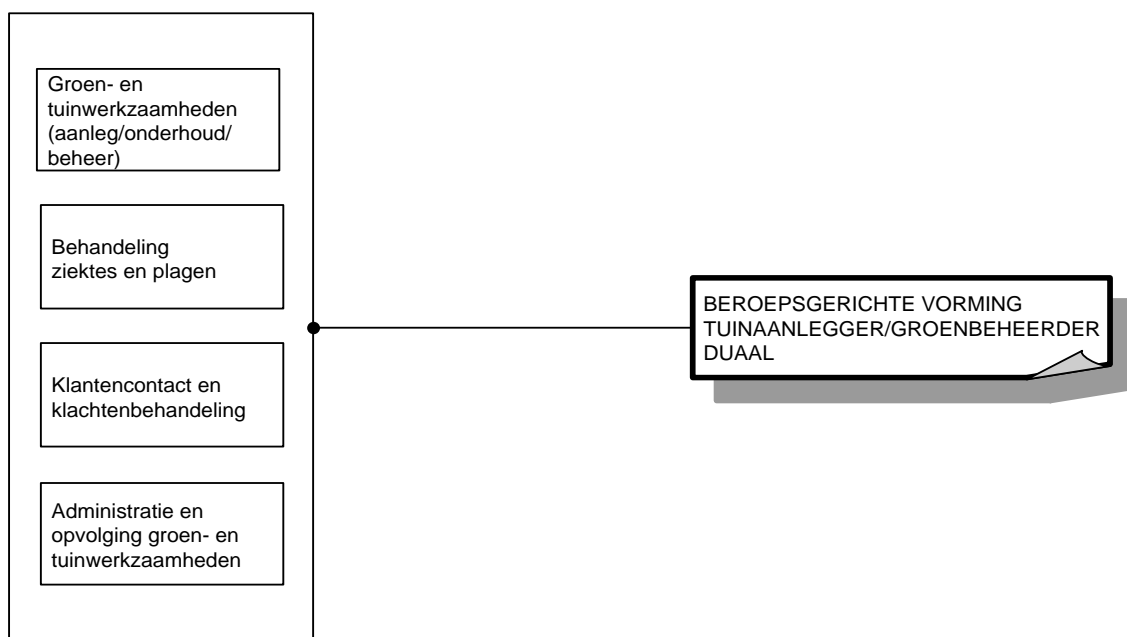 Groen- en
tuinwerkzaamheden
(aanleg/onderhoud/
beheer)
Behandeling
ziektes en plagen
Klantencontact en
klachtenbehandeling
Administratie en
opvolging groen- en
tuinwerkzaamheden
BEROEPSGERICHTE VORMING
TUINAANLEGGER/GROENBEHEERDER
DUAAL